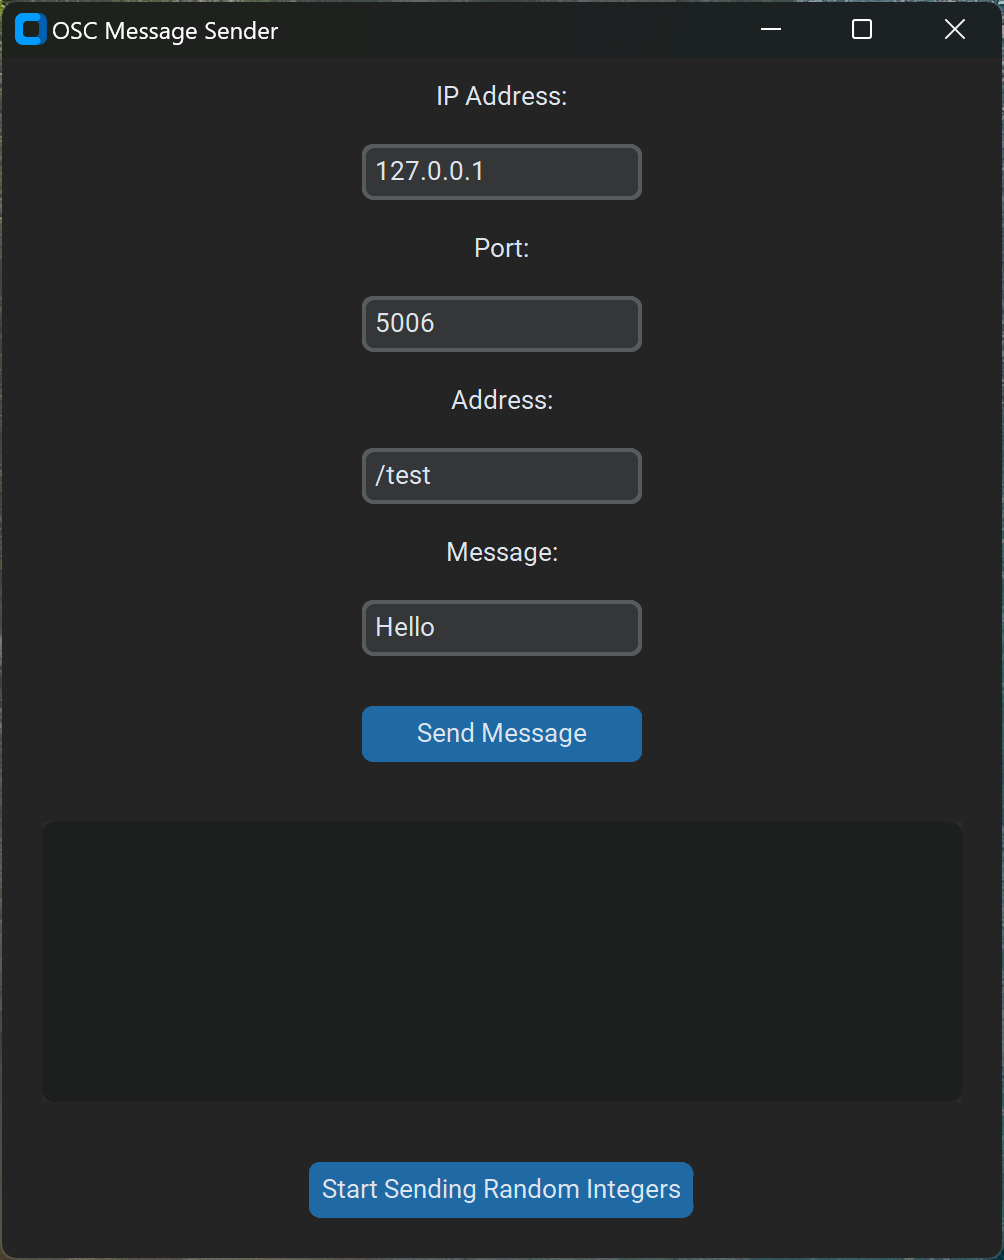 OSC Message Sender
IP Address:
127.0.0.1
Port:
5006
Address:
/test
Message:
Hello
Send Message
Start Sending Random Integers